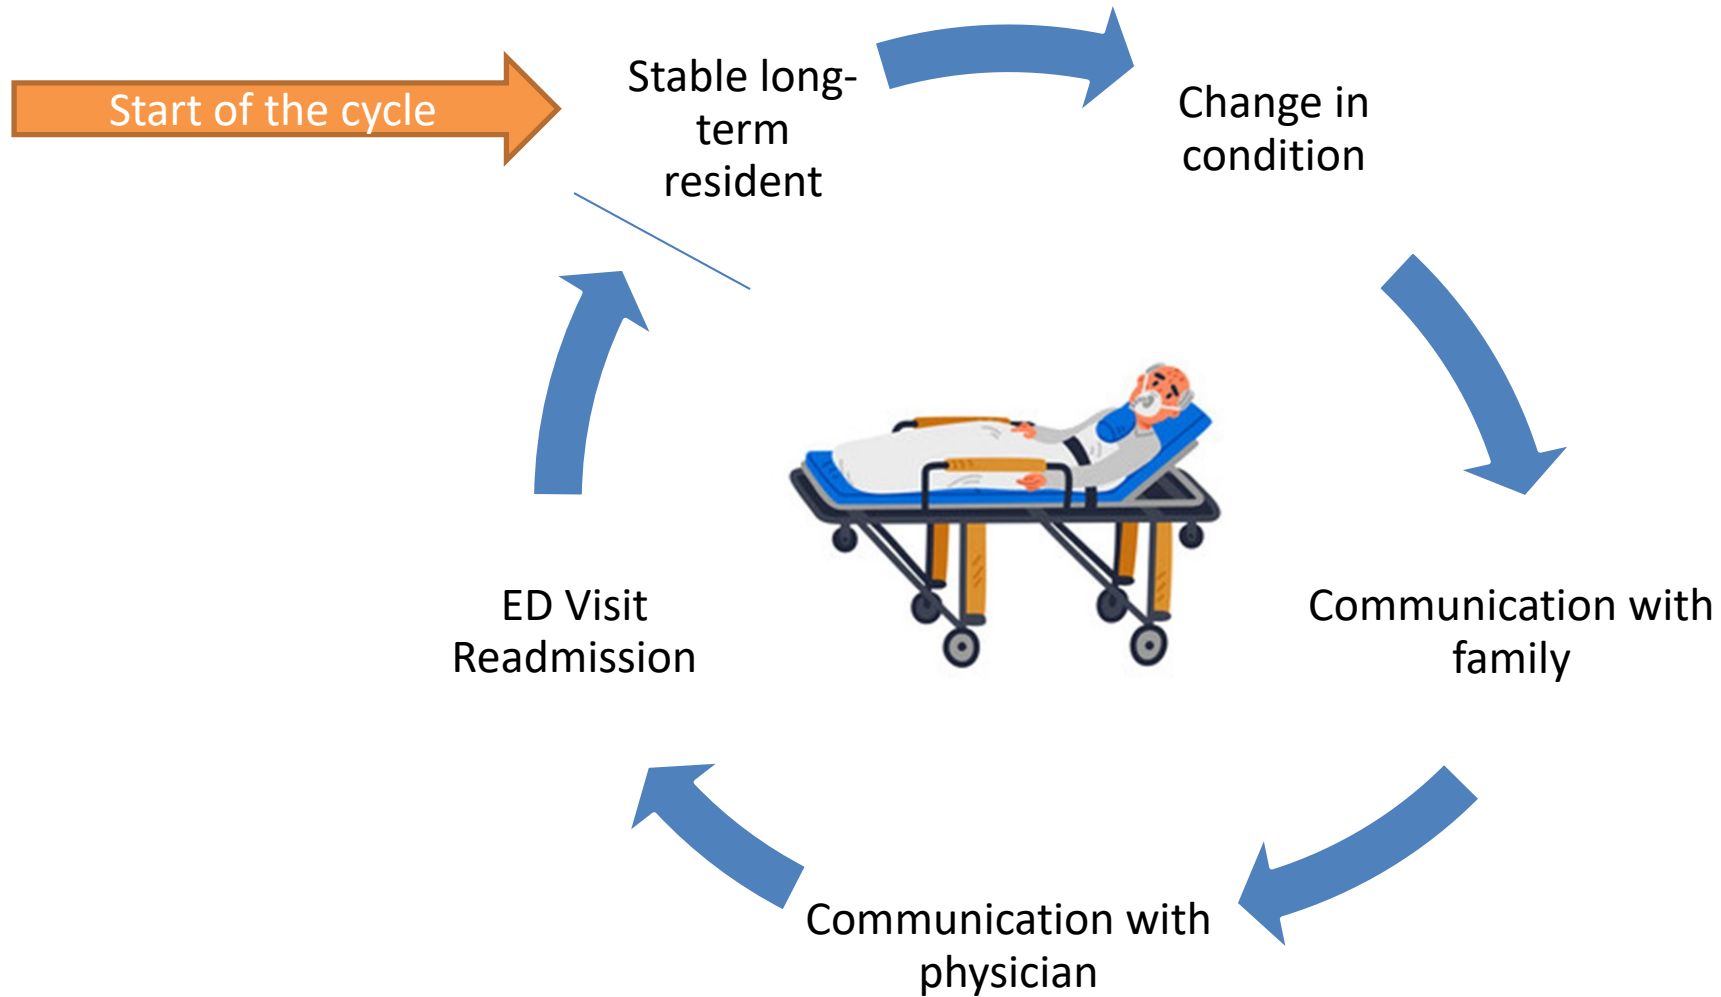 Start of the cycle
Stable long-
term
resident
Change in
condition
Communication with
family
Communication with
physician
ED Visit
Readmission